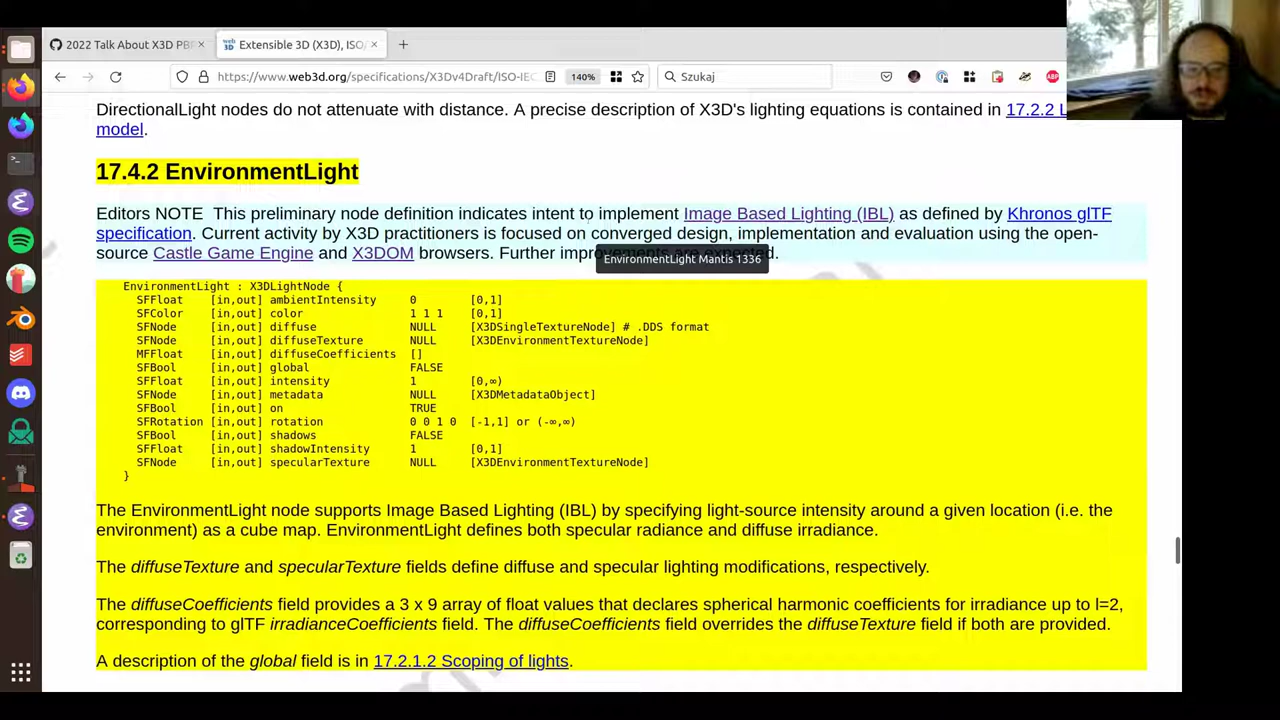 2022 Talk About X3D PBR
Extensible 3D (X3D), ISO/
https://www.web3d.org/specifications/X3Dv4Draft/ISO-IEC
140%
Szukaj
DirectionalLight nodes do not attenuate with distance. A precise description of X3D's lighting equations is contained in 17.2.2 L
model.
17.4.2 EnvironmentLight
Editors NOTE  This preliminary node definition indicates intent to implement Image Based Lighting (IBL) as defined by Khronos glTF
specification. Current activity by X3D practitioners is focused on converged design, implementation and evaluation using the open-
source Castle Game Engine and X3DOM browsers. Further improvements are expected.
EnvironmentLight Mantis 1336
EnvironmentLight : X3DLightNode {
SFFloat [in,out] ambientIntensity 0 [0,1]
SFColor [in,out] color 1 1 1 [0,1]
SFNode [in,out] diffuse NULL [X3DSingleTextureNode] # .DDS format
SFNode [in,out] diffuseTexture NULL [X3DEnvironmentTextureNode]
MFFloat [in,out] diffuseCoefficients []
SFBool [in,out] global FALSE
SFFloat [in,out] intensity 1 [0,∞)
SFNode [in,out] metadata NULL [X3DMetadataObject]
SFBool [in,out] on TRUE
SFRotation [in,out] rotation 0 0 1 0 [-1,1] or (-∞,∞)
SFBool [in,out] shadows FALSE
SFFloat [in,out] shadowIntensity 1 [0,1]
SFNode [in,out] specularTexture NULL [X3DEnvironmentTextureNode]
}
The EnvironmentLight node supports Image Based Lighting (IBL) by specifying light-source intensity around a given location (i.e. the
environment) as a cube map. EnvironmentLight defines both specular radiance and diffuse irradiance.
The diffuseTexture and specularTexture fields define diffuse and specular lighting modifications, respectively.
The diffuseCoefficients field provides a 3 x 9 array of float values that declares spherical harmonic coefficients for irradiance up to l=2,
corresponding to glTF irradianceCoefficients field. The diffuseCoefficients field overrides the diffuseTexture field if both are provided.
A description of the global field is in 17.2.1.2 Scoping of lights.